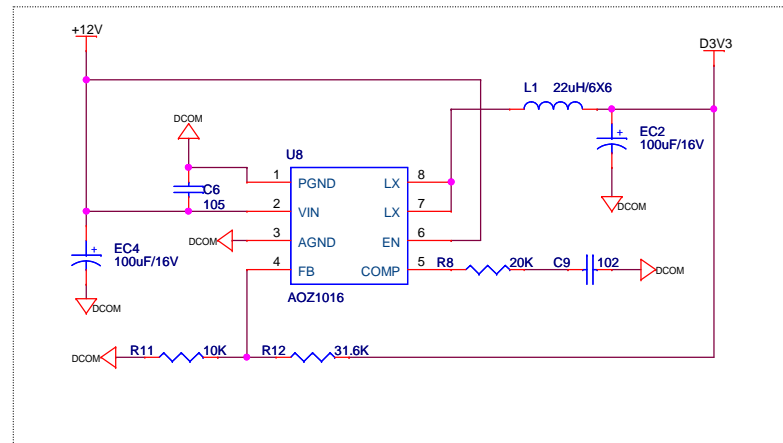 +12V
D3V3
L1 22uH/6X6
DCOM
EC2
100uF/16V
U8
1 PGND LX 8
C6
105
2 VIN LX 7
DCOM
3 AGND EN 6
DCOM
EC4
100uF/16V
4 FB COMP 5
R8 20K C9 102
DCOM
AOZ1016
DCOM
DCOM R11 10K R12 31.6K